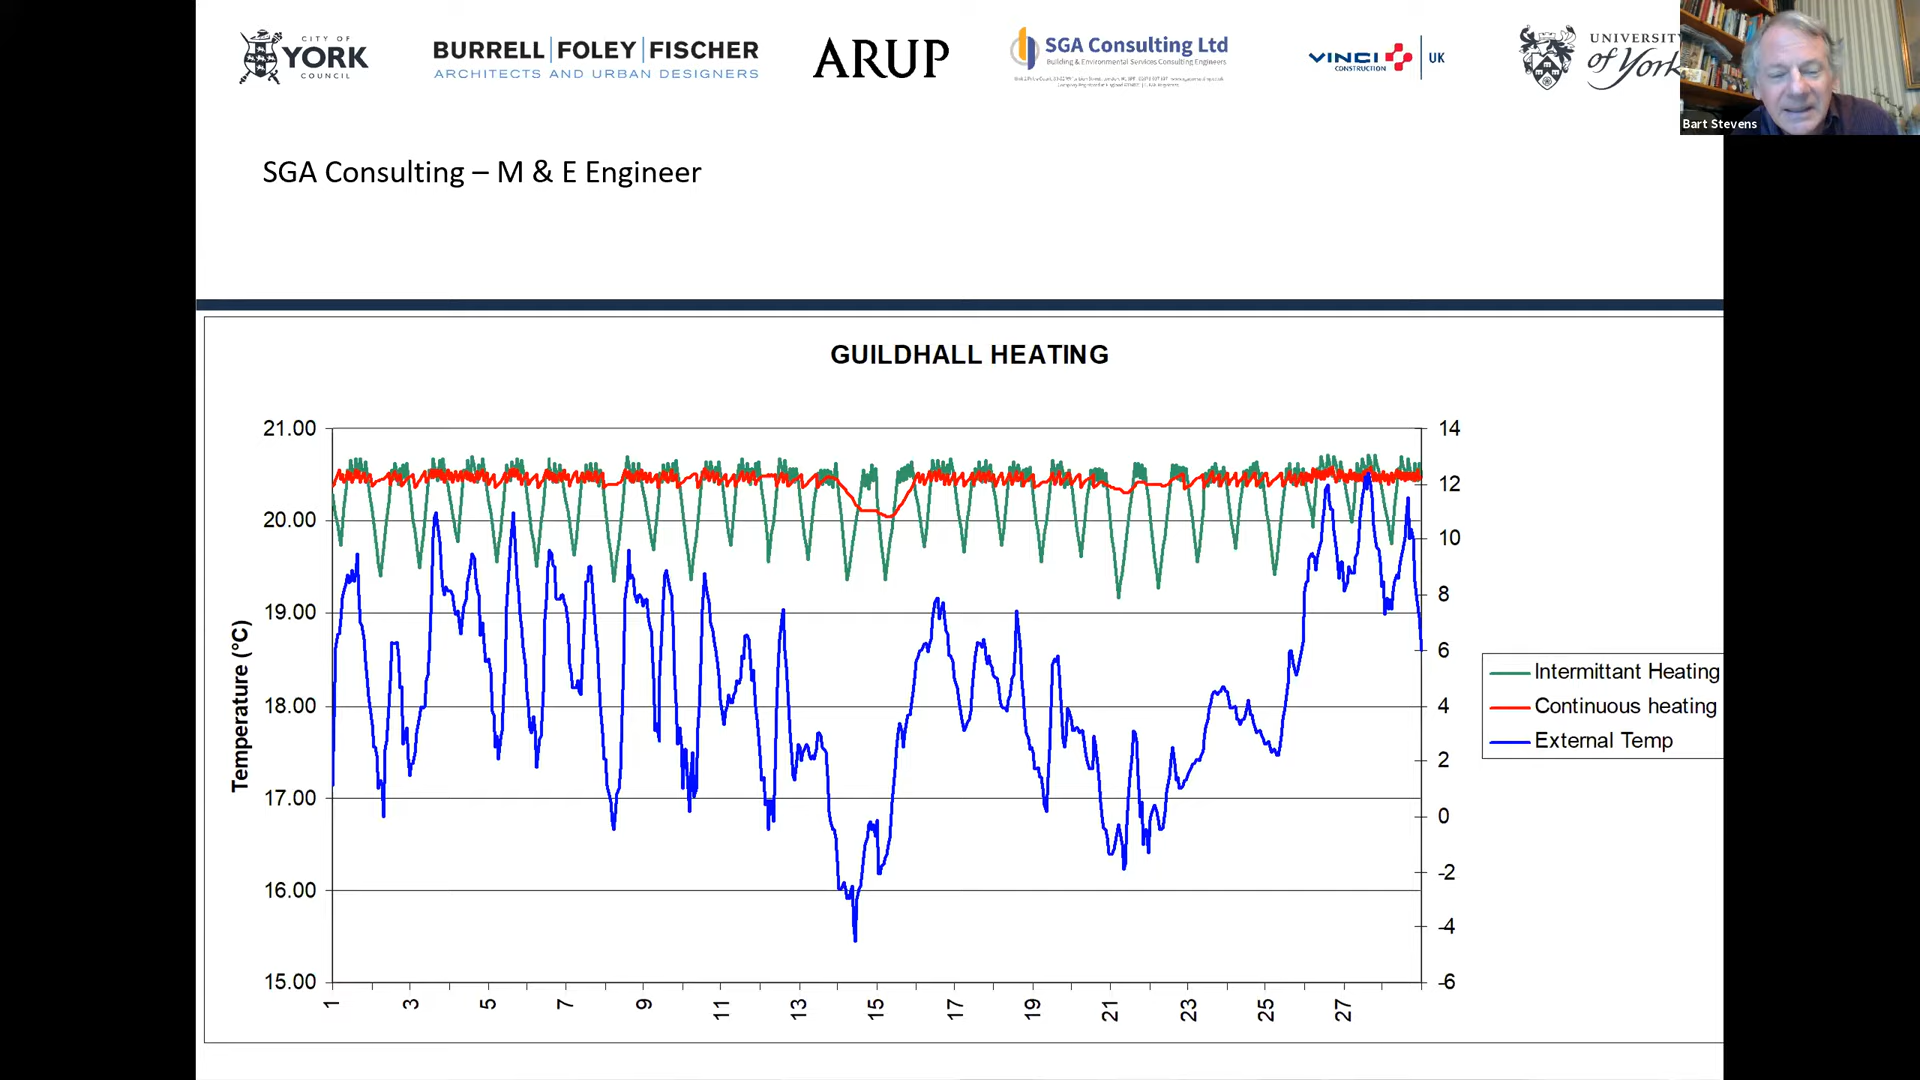 CITY OF
YORK
COUNCIL
BURRELL|FOLEY|FISCHER
ARCHITECTS AND URBAN DESIGNERS
ARUP
SGA Consulting Ltd
Building & Environmental Services Consulting Engineers
VINCI
CONSTRUCTION
UK
UNIVERSITY
of York
Bart Stevens
SGA Consulting – M & E Engineer
GUILDHALL HEATING
21.00
20.00
19.00
18.00
17.00
16.00
15.00
Temperature (°C)
14
12
10
8
6
4
2
0
-2
-4
-6
1 3 5 7 9 11 13 15 17 19 21 23 25 27
Intermittant Heating
Continuous heating
External Temp